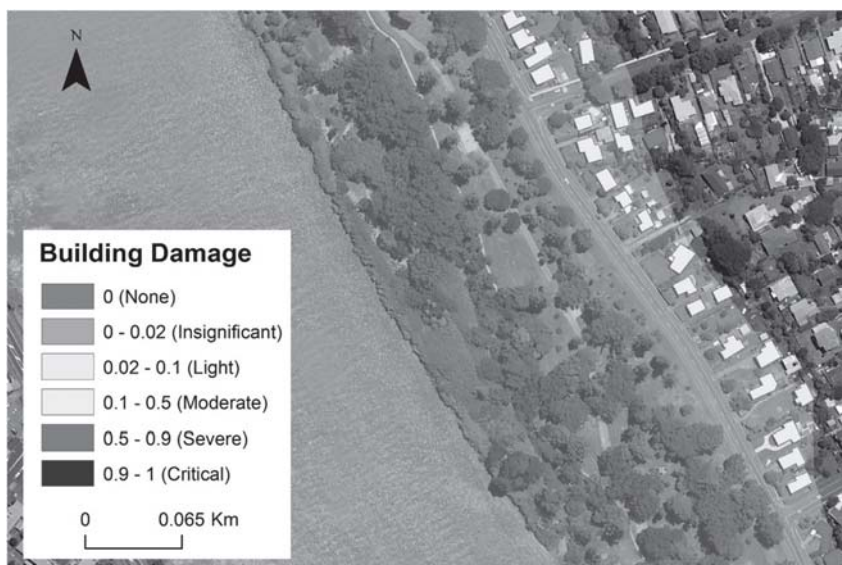 N
Building Damage
0 (None)
0 - 0.02 (Insignificant)
0.02 - 0.1 (Light)
0.1 - 0.5 (Moderate)
0.5 - 0.9 (Severe)
0.9 - 1 (Critical)
0 0.065 Km